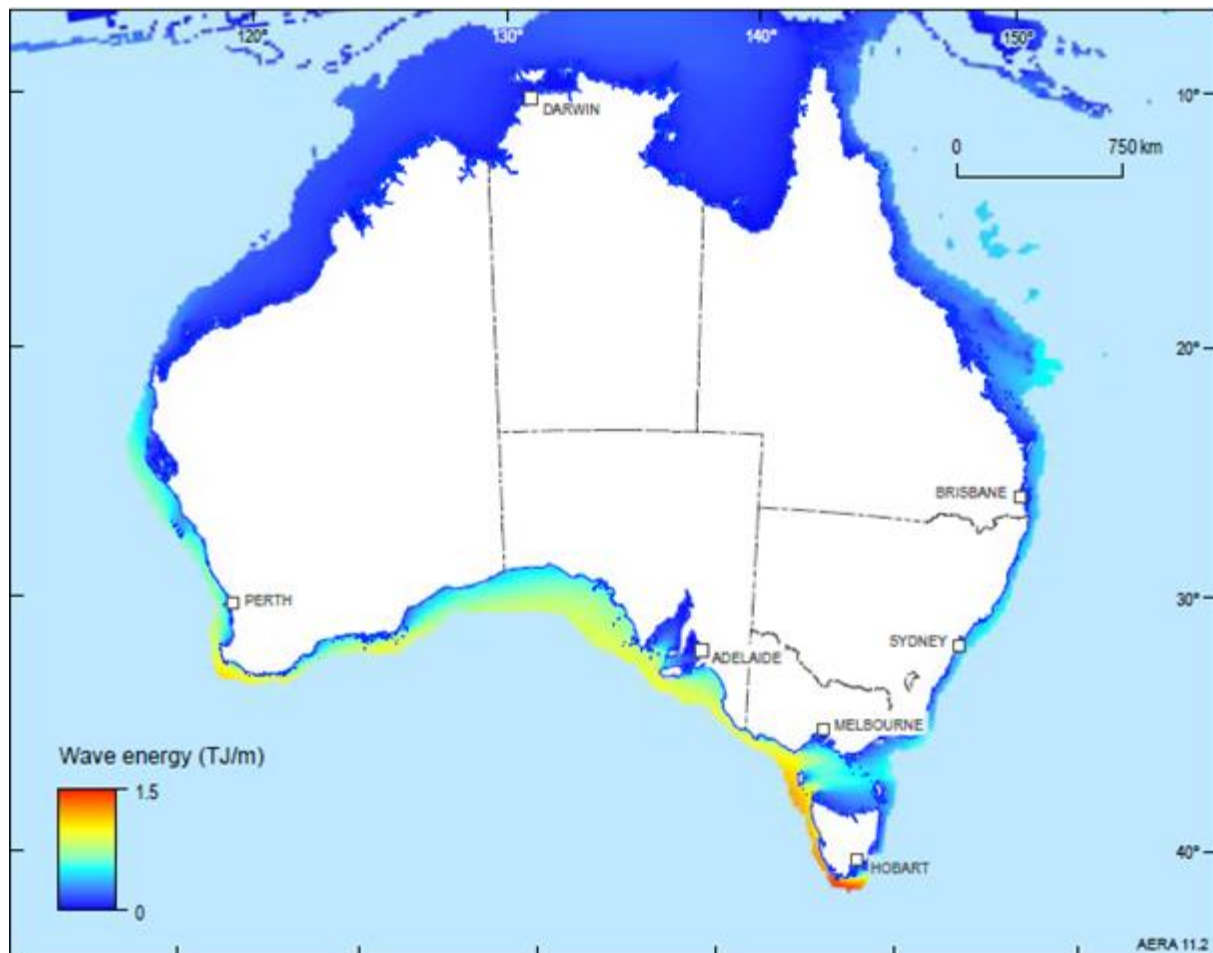 120° 130° 140° 150°
10°
DARWIN
0 750 km
20°
BRISBANE
30°
PERTH
SYDNEY
ADELAIDE
MELBOURNE
Wave energy (TJ/m)
1.5
0
40°
HOBART
AERA 11.2